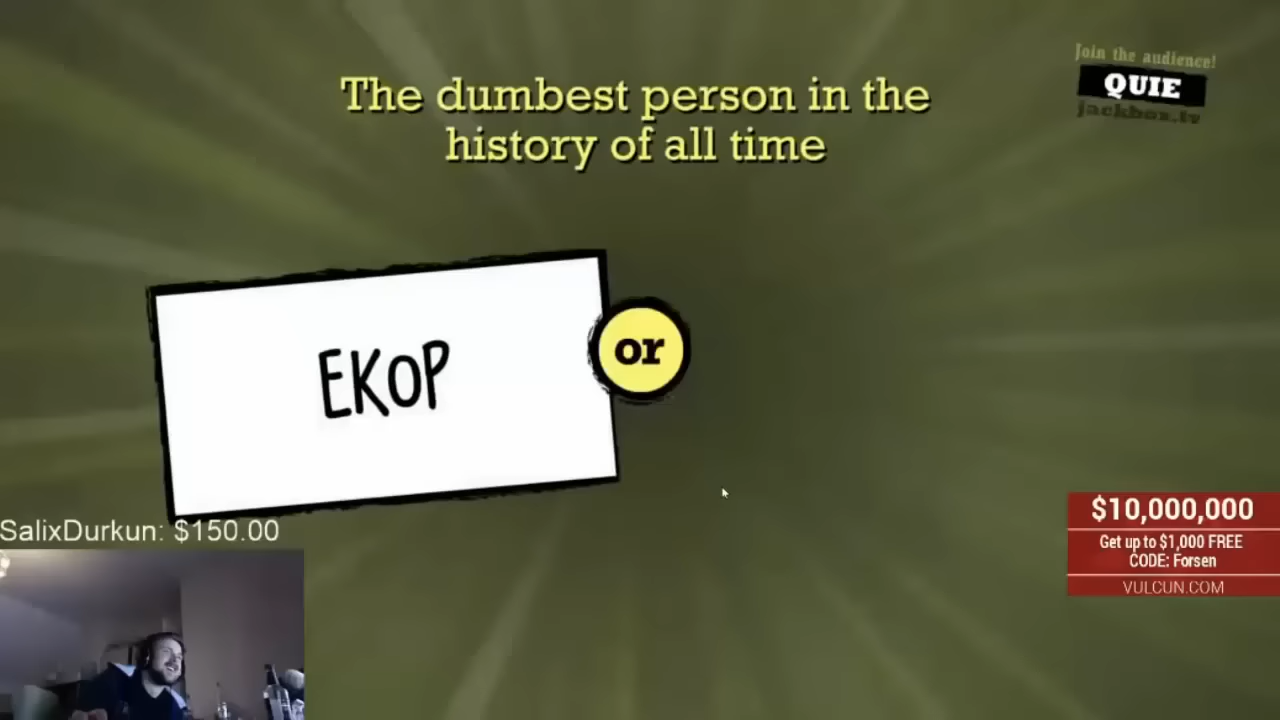 Join the audience!
QUIE
jackbox.tv
The dumbest person in the
history of all time
EKOP
or
SalixDurkun: $150.00
$10,000,000
Get up to $1,000 FREE
CODE: Forsen
VULCUN.COM